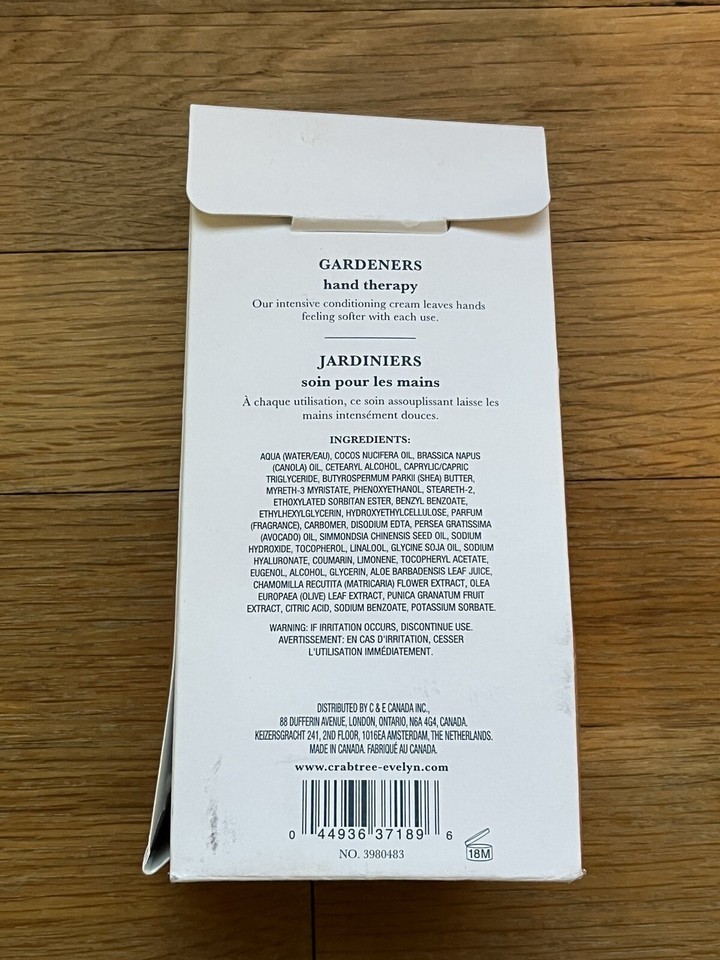 GARDENERS
hand therapy
Our intensive conditioning cream leaves hands
feeling softer with each use.
JARDINIERS
soin pour les mains
À chaque utilisation, ce soin assouplissant laisse les
mains intensément douces.
INGREDIENTS:
AQUA (WATER/EAU), COCOS NUCIFERA OIL, BRASSICA NAPUS
(CANOLA) OIL, CETEARYL ALCOHOL, CAPRYLIC/CAPRIC
TRIGLYCERIDE, BUTYROSPERMUM PARKII (SHEA) BUTTER,
MYRETH-3 MYRISTATE, PHENOXYETHANOL, STEARETH-2,
ETHOXYLATED SORBITAN ESTER, BENZYL BENZOATE,
ETHYLHEXYLGLYCERIN, HYDROXYETHYLCELLULOSE, PARFUM
(FRAGRANCE), CARBOMER, DISODIUM EDTA, PERSEA GRATISSIMA
(AVOCADO) OIL, SIMMONDSIA CHINENSIS SEED OIL, SODIUM
HYDROXIDE, TOCOPHEROL, LINALOOL, GLYCINE SOJA OIL, SODIUM
HYALURONATE, COUMARIN, LIMONENE, TOCOPHERYL ACETATE,
EUGENOL, ALCOHOL, GLYCERIN, ALOE BARBADENSIS LEAF JUICE,
CHAMOMILLA RECUTITA (MATRICARIA) FLOWER EXTRACT, OLEA
EUROPAEA (OLIVE) LEAF EXTRACT, PUNICA GRANATUM FRUIT
EXTRACT, CITRIC ACID, SODIUM BENZOATE, POTASSIUM SORBATE.
WARNING: IF IRRITATION OCCURS, DISCONTINUE USE.
AVERTISSEMENT: EN CAS D'IRRITATION, CESSER
L'UTILISATION IMMÉDIATEMENT.
DISTRIBUTED BY C & E CANADA INC.,
88 DUFFERIN AVENUE, LONDON, ONTARIO, N6A 4G4, CANADA.
KEIZERSGRACHT 241, 2ND FLOOR, 1016EA AMSTERDAM, THE NETHERLANDS.
MADE IN CANADA. FABRIQUÉ AU CANADA.
www.crabtree-evelyn.com
0 44936 37189 6
NO. 3980483
18M